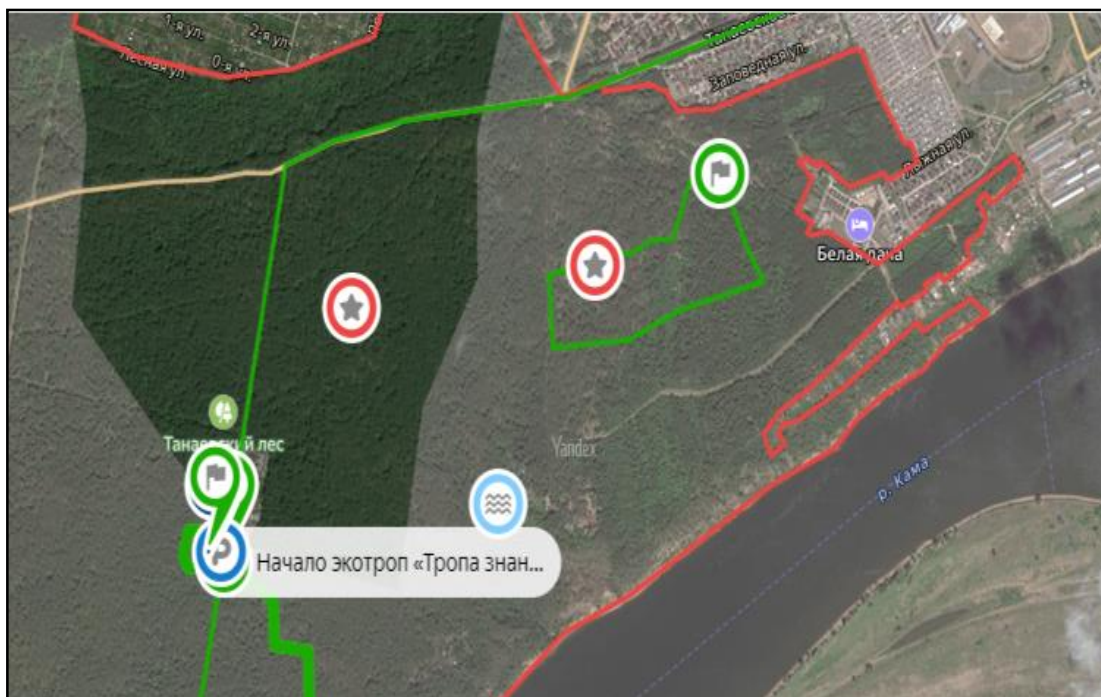 1-я ул.
2-я ул.
Лесная ул.
0-я ул.
Танаевское
Заповедная ул.
Лыжная ул.
Белая дача
Танаевский лес
Yandex
р. Кама
Начало экотроп «Тропа знан...